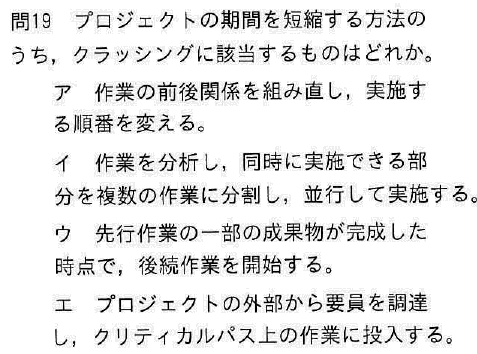 問19　プロジェクトの期間を短縮する方法の
うち，クラッシングに該当するものはどれか。
ア　作業の前後関係を組み直し，実施す
る順番を変える。
イ　作業を分析し，同時に実施できる部
分を複数の作業に分割し，並行して実施する。
ウ　先行作業の一部の成果物が完成した
時点で，後続作業を開始する。
エ　プロジェクトの外部から要員を調達
し，クリティカルパス上の作業に投入する。